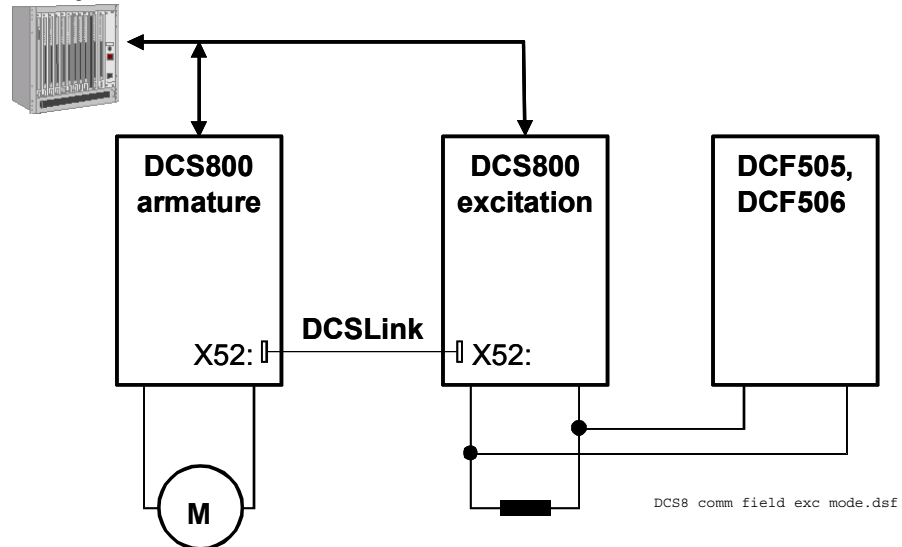 DCS800
armature
DCS800
excitation
DCF505,
DCF506
DCSLink
X52:
X52:
M
DCS8 comm field exc mode.dsf